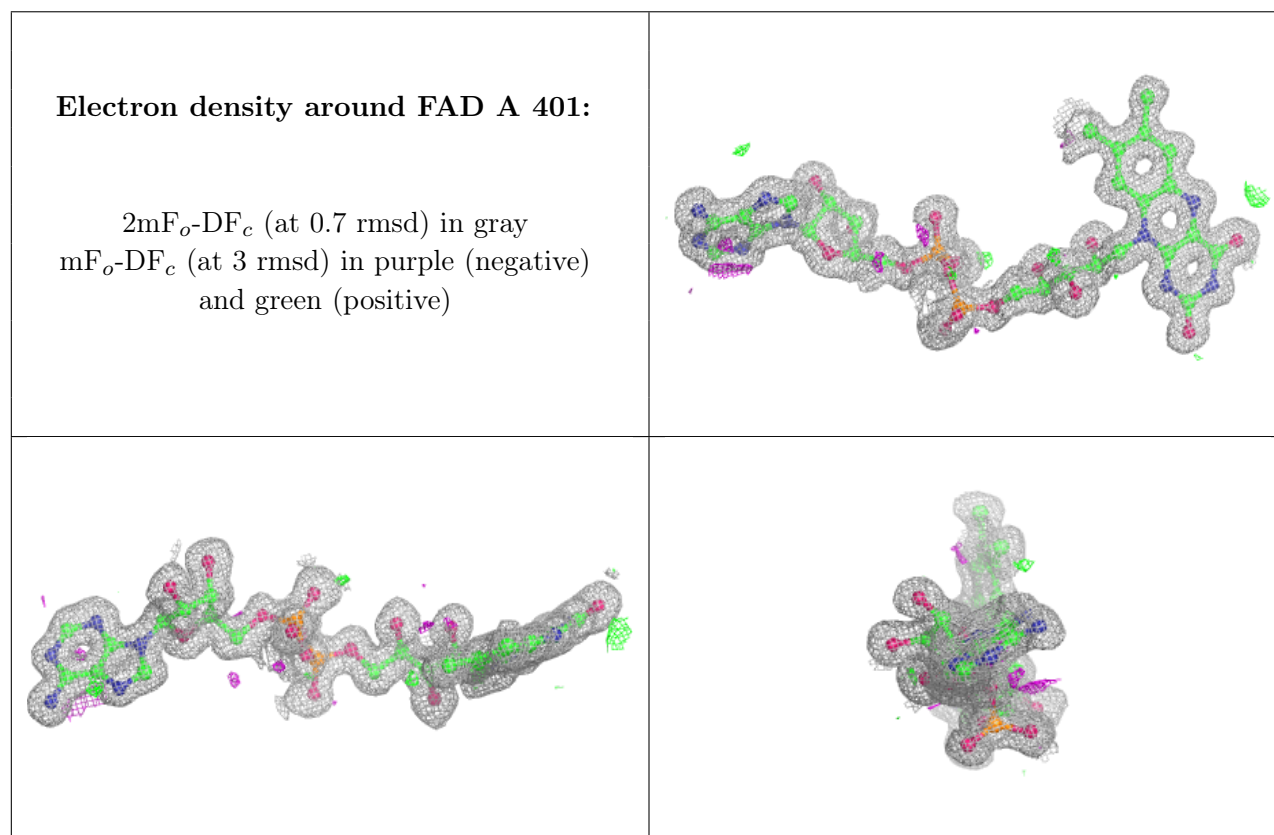 Electron density around FAD A 401:
2mFo-DFc (at 0.7 rmsd) in gray
mFo-DFc (at 3 rmsd) in purple (negative)
and green (positive)